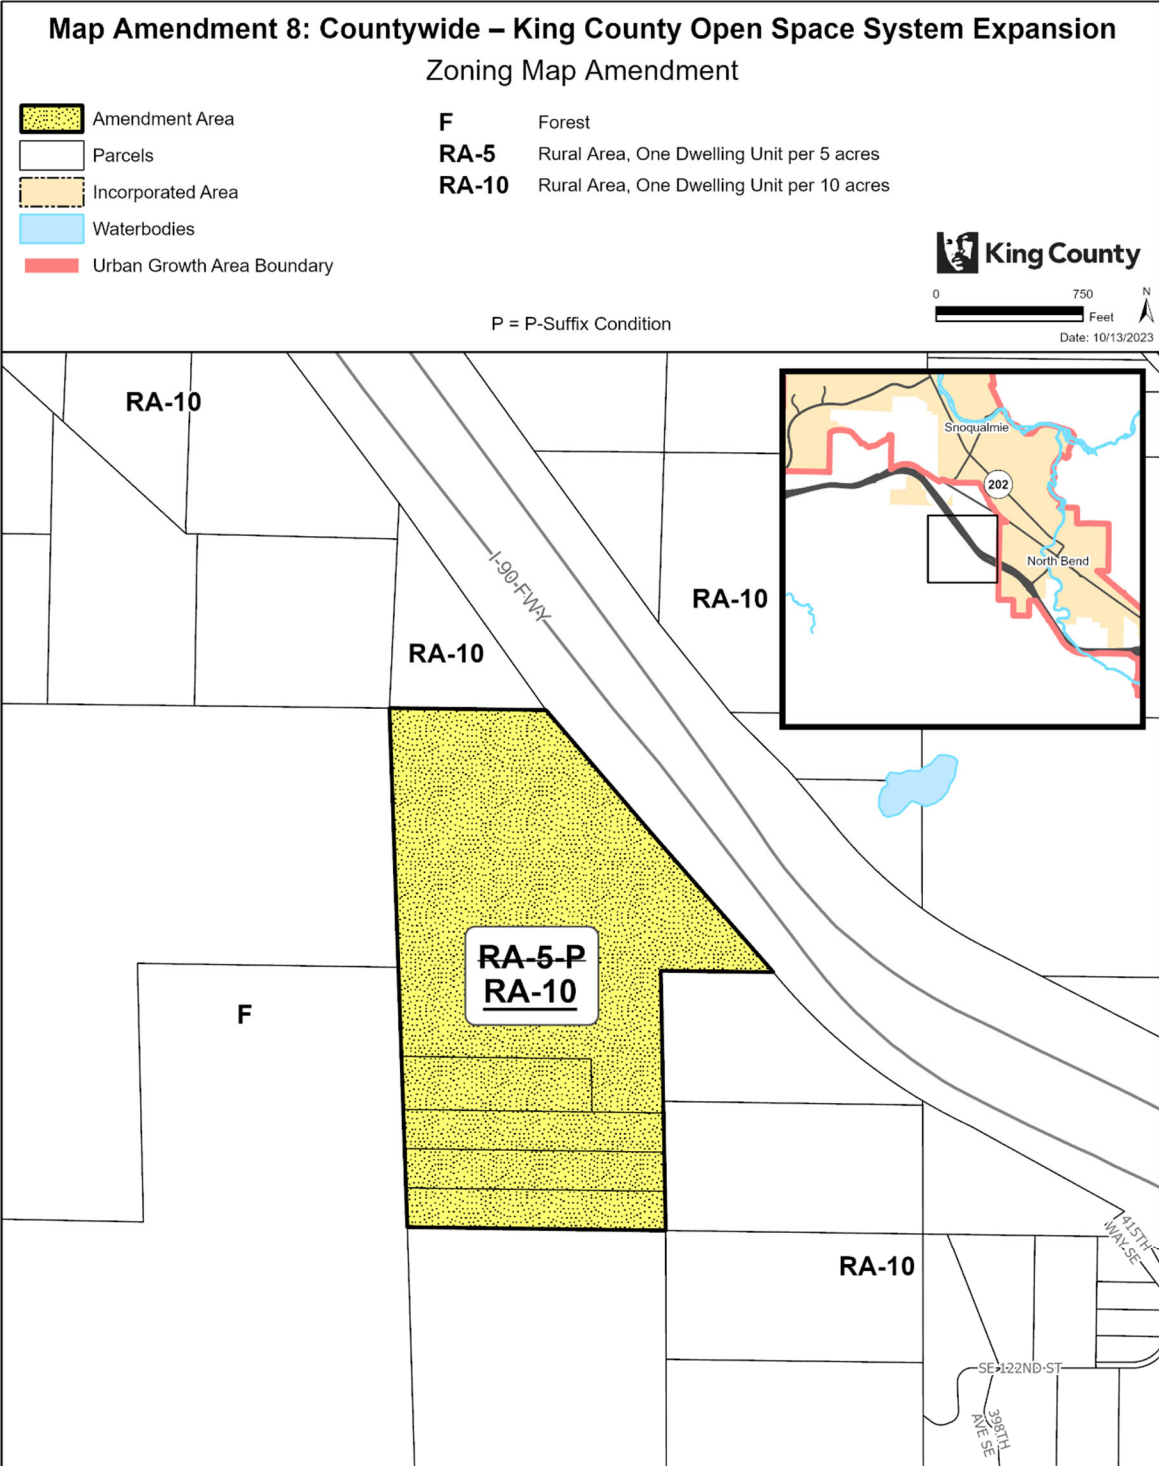 Map Amendment 8: Countywide – King County Open Space System Expansion
Zoning Map Amendment
Amendment Area
Parcels
Incorporated Area
Waterbodies
Urban Growth Area Boundary
F Forest
RA-5 Rural Area, One Dwelling Unit per 5 acres
RA-10 Rural Area, One Dwelling Unit per 10 acres
P = P-Suffix Condition
King County
0 750
Feet
N
Date: 10/13/2023
RA-10
Snoqualmie
202
North Bend
I-90 FWY
RA-10
RA-10
RA-5-P
RA-10
F
415TH
WAY SE
RA-10
SE 122ND ST
398TH
AVE SE